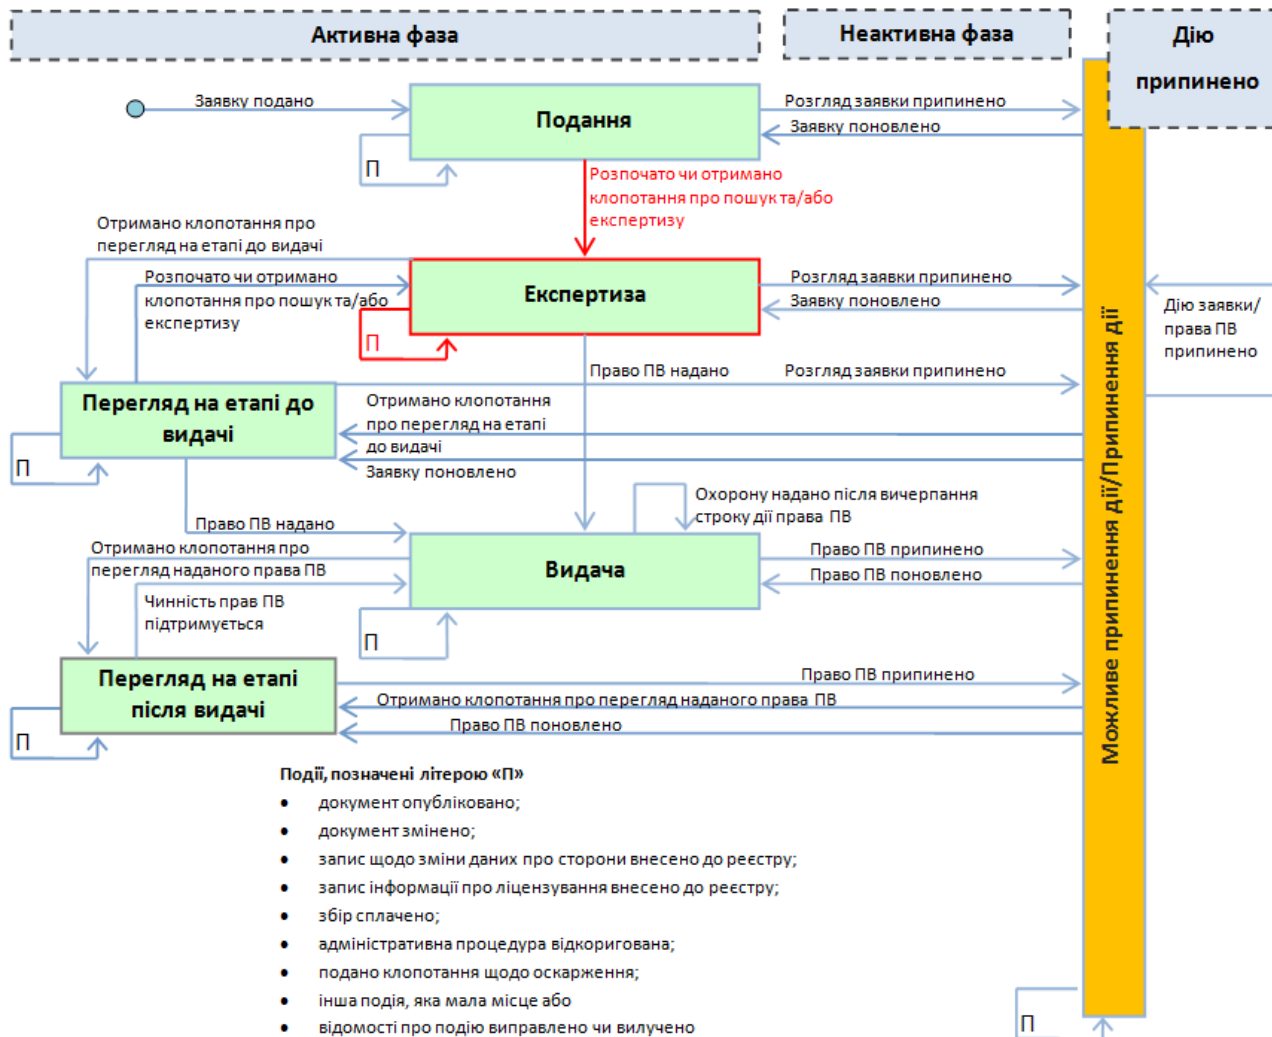 Активна фаза
Неактивна фаза
Дію
припинено
Заявку подано
Подання
Розгляд заявки припинено
Заявку поновлено
П
Розпочато чи отримано
клопотання про пошук та/або
експертизу
Отримано клопотання про
перегляд на етапі до видачі
Розпочато чи отримано
клопотання про пошук та/або
експертизу
Експертиза
Розгляд заявки припинено
Заявку поновлено
П
Дію заявки/
права ПВ
припинено
Право ПВ надано
Розгляд заявки припинено
Перегляд на етапі до
видачі
Отримано клопотання
про перегляд на етапі
до видачі
Заявку поновлено
П
Право ПВ надано
Охорону надано після вичерпання
строку дії права ПВ
Отримано клопотання про
перегляд наданого права ПВ
Видача
Право ПВ припинено
Право ПВ поновлено
Чинність прав ПВ
підтримується
П
Перегляд на етапі
після видачі
Право ПВ припинено
Отримано клопотання про перегляд наданого права ПВ
Право ПВ поновлено
П
Можливе припинення дії/Припинення дії
Події, позначені літерою «П»
• документ опубліковано;
• документ змінено;
• запис щодо зміни даних про сторони внесено до реєстру;
• запис інформації про ліцензування внесено до реєстру;
• збір сплачено;
• адміністративна процедура відкоригована;
• подано клопотання щодо оскарження;
• інша подія, яка мала місце або
• відомості про подію виправлено чи вилучено
П